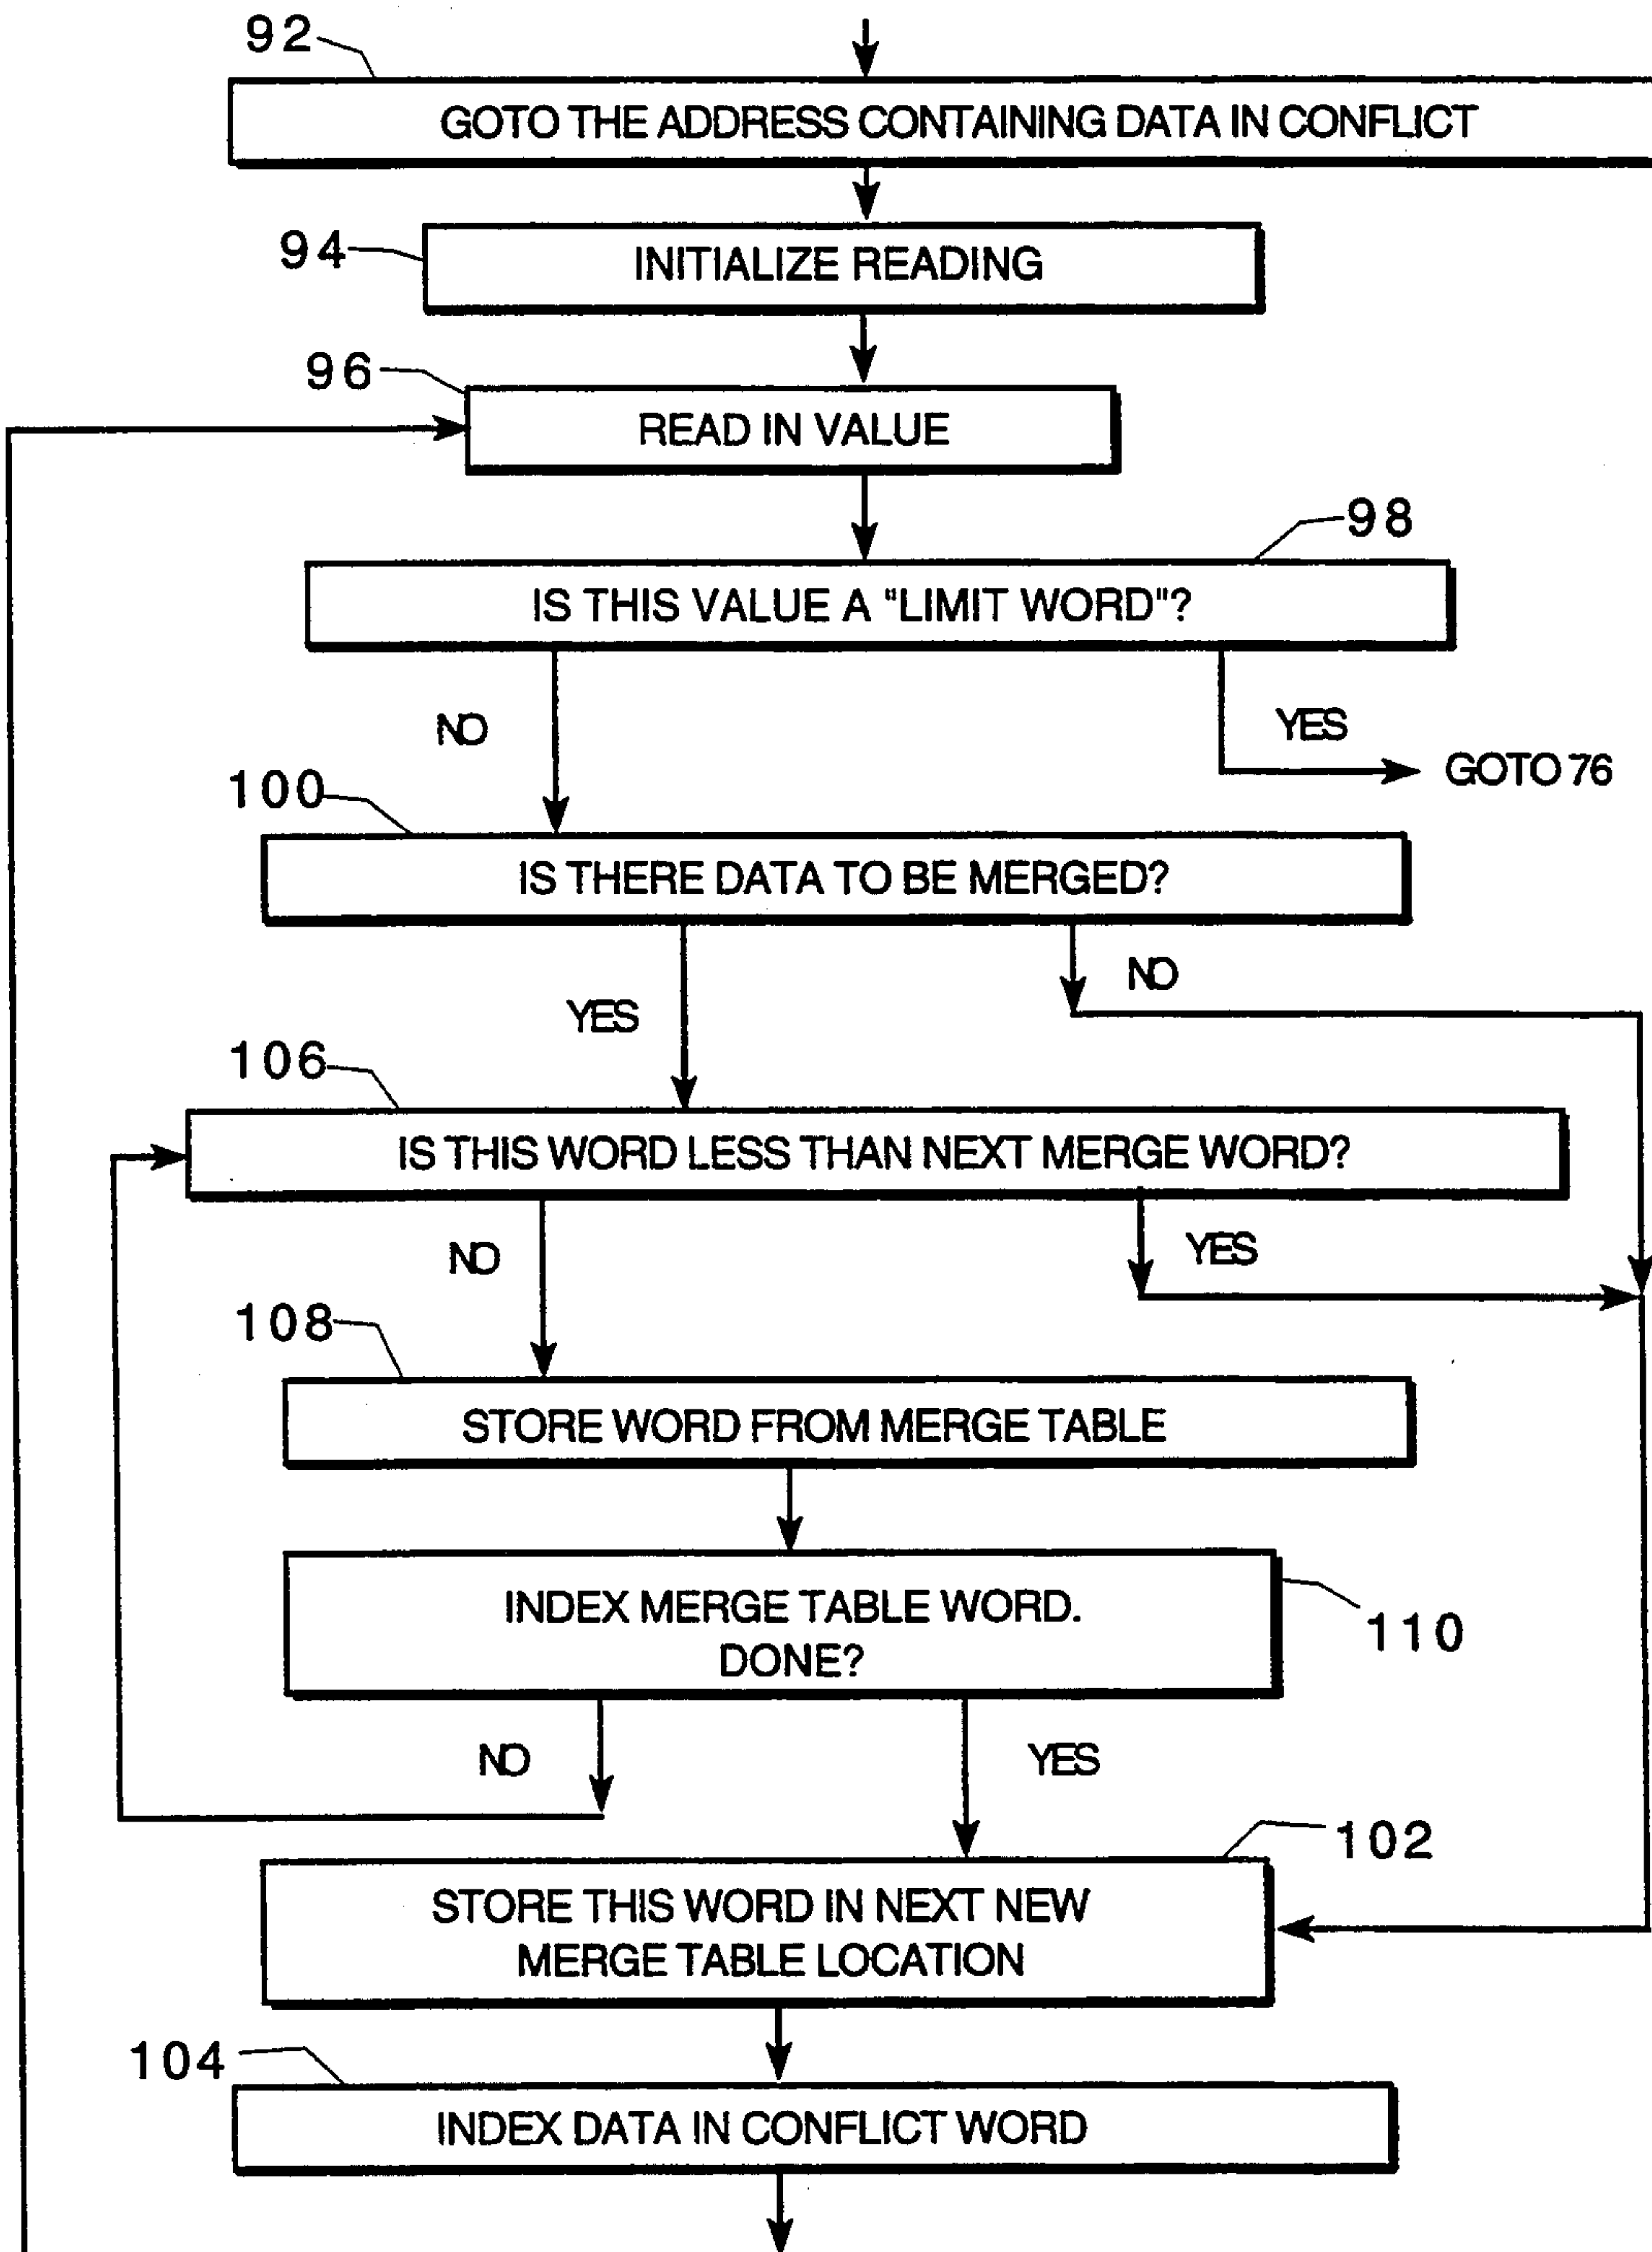 92
GOTO THE ADDRESS CONTAINING DATA IN CONFLICT
94
INITIALIZE READING
96
READ IN VALUE
98
IS THIS VALUE A "LIMIT WORD"?
NO
YES
GOTO 76
100
IS THERE DATA TO BE MERGED?
NO
YES
106
IS THIS WORD LESS THAN NEXT MERGE WORD?
NO
YES
108
STORE WORD FROM MERGE TABLE
INDEX MERGE TABLE WORD.
DONE?
110
NO
YES
102
STORE THIS WORD IN NEXT NEW
MERGE TABLE LOCATION
104
INDEX DATA IN CONFLICT WORD